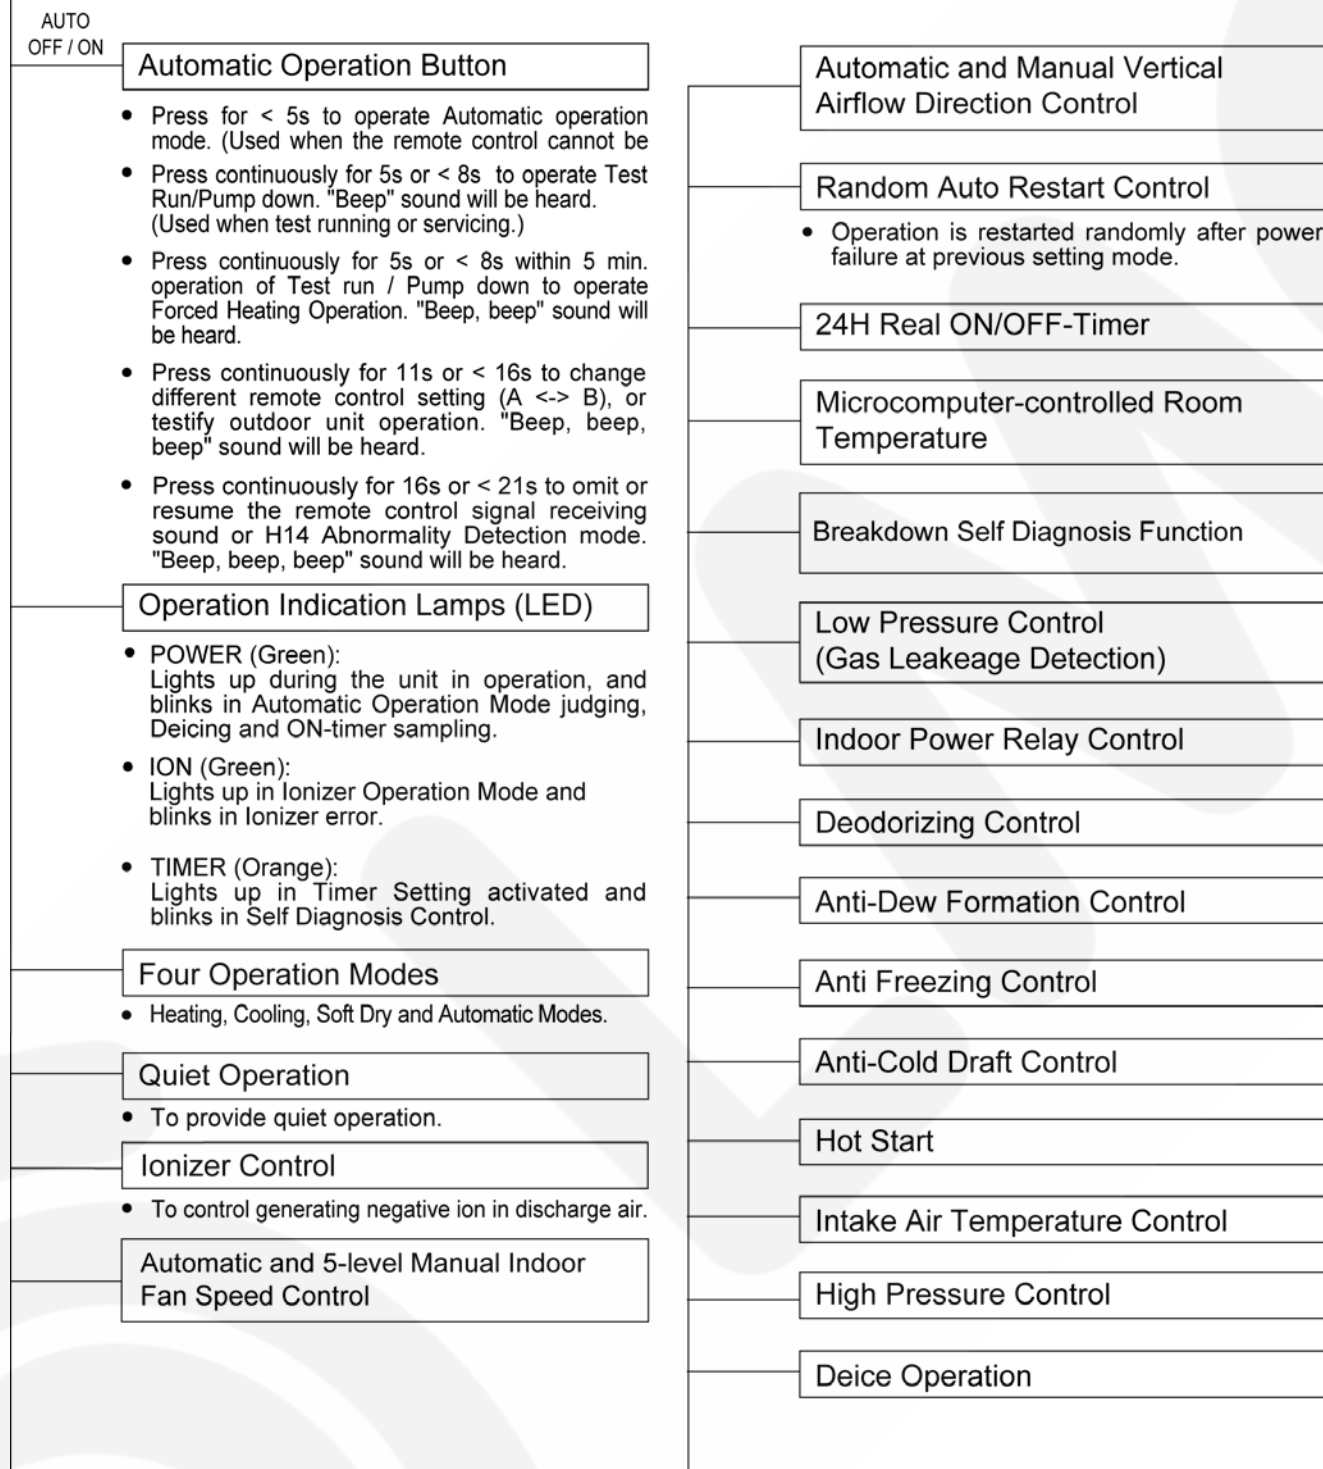 AUTO
OFF / ON
Automatic Operation Button
• Press for < 5s to operate Automatic operation
mode. (Used when the remote control cannot be
• Press continuously for 5s or < 8s to operate Test
Run/Pump down. "Beep" sound will be heard.
(Used when test running or servicing.)
• Press continuously for 5s or < 8s within 5 min.
operation of Test run / Pump down to operate
Forced Heating Operation. "Beep, beep" sound will
be heard.
• Press continuously for 11s or < 16s to change
different remote control setting (A <-> B), or
testify outdoor unit operation. "Beep, beep,
beep" sound will be heard.
• Press continuously for 16s or < 21s to omit or
resume the remote control signal receiving
sound or H14 Abnormality Detection mode.
"Beep, beep, beep" sound will be heard.
Operation Indication Lamps (LED)
• POWER (Green):
Lights up during the unit in operation, and
blinks in Automatic Operation Mode judging,
Deicing and ON-timer sampling.
• ION (Green):
Lights up in Ionizer Operation Mode and
blinks in Ionizer error.
• TIMER (Orange):
Lights up in Timer Setting activated and
blinks in Self Diagnosis Control.
Four Operation Modes
• Heating, Cooling, Soft Dry and Automatic Modes.
Quiet Operation
• To provide quiet operation.
Ionizer Control
• To control generating negative ion in discharge air.
Automatic and 5-level Manual Indoor
Fan Speed Control
Automatic and Manual Vertical
Airflow Direction Control
Random Auto Restart Control
• Operation is restarted randomly after power
failure at previous setting mode.
24H Real ON/OFF-Timer
Microcomputer-controlled Room
Temperature
Breakdown Self Diagnosis Function
Low Pressure Control
(Gas Leakeage Detection)
Indoor Power Relay Control
Deodorizing Control
Anti-Dew Formation Control
Anti Freezing Control
Anti-Cold Draft Control
Hot Start
Intake Air Temperature Control
High Pressure Control
Deice Operation